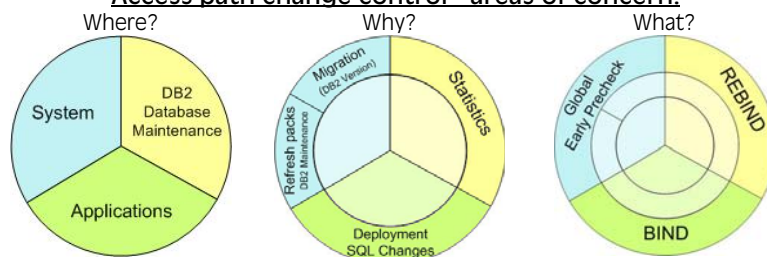 Access path change control - areas of concern:
Where?
Why?
What?
System
DB2
Database
Maintenance
Applications
Migration
(DB2 Version)
Refresh packs
DB2 Maintenance
Statistics
Deployment
SQL Changes
Global
Early Precheck
REBIND
BIND